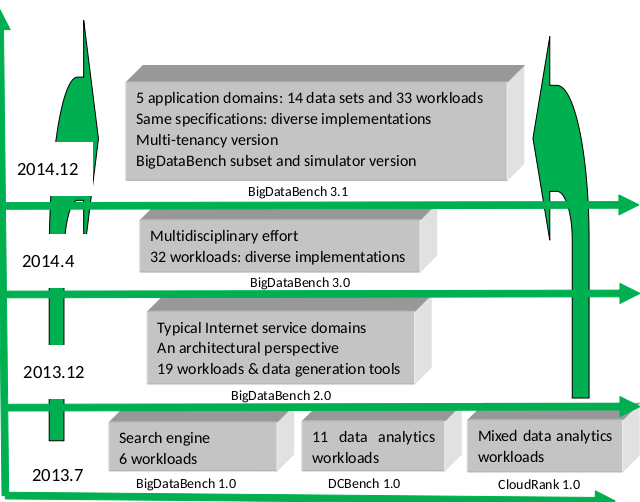 5 application domains: 14 data sets and 33 workloads
Same specifications: diverse implementations
Multi-tenancy version
BigDataBench subset and simulator version
2014.12
BigDataBench 3.1
Multidisciplinary effort
32 workloads: diverse implementations
2014.4
BigDataBench 3.0
Typical Internet service domains
An architectural perspective
19 workloads & data generation tools
2013.12
BigDataBench 2.0
Search engine
6 workloads
11 data analytics
workloads
Mixed data analytics
workloads
2013.7
BigDataBench 1.0
DCBench 1.0
CloudRank 1.0